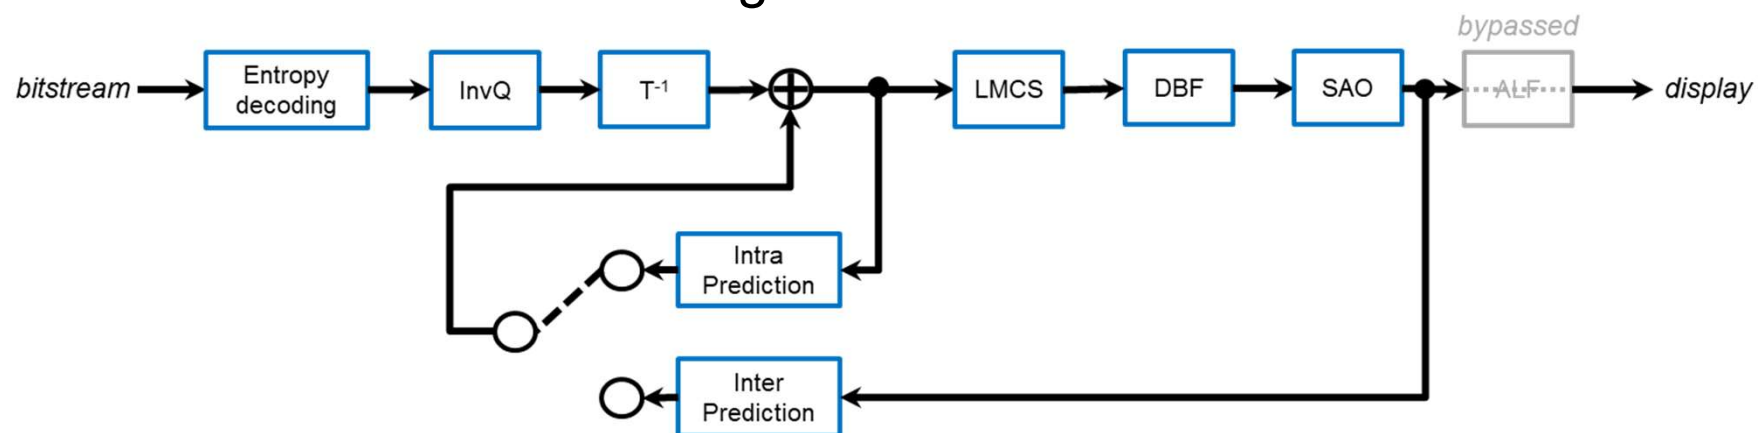 bypassed
bitstream
Entropy
decoding
InvQ
T-1
LMCS
DBF
SAO
ALF
display
Intra
Prediction
Inter
Prediction